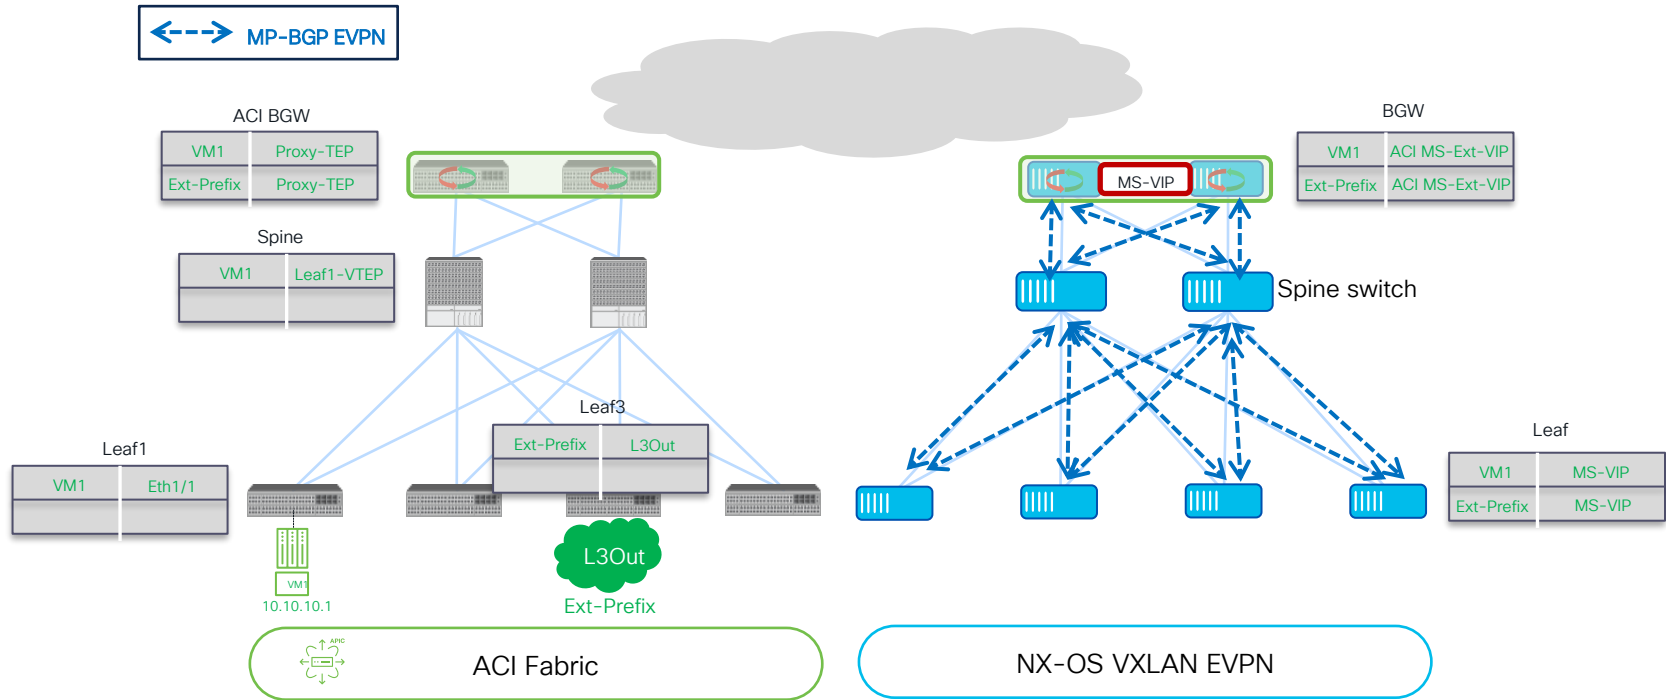 MP-BGP EVPN
ACI BGW
VM1 Proxy-TEP
Ext-Prefix Proxy-TEP
BGW
VM1 ACI MS-Ext-VIP
Ext-Prefix ACI MS-Ext-VIP
MS-VIP
Spine
VM1 Leaf1-VTEP
Spine switch
Leaf3
Ext-Prefix L3Out
Leaf1
VM1 Eth1/1
Leaf
VM1 MS-VIP
Ext-Prefix MS-VIP
L3Out
VM1
10.10.10.1
Ext-Prefix
APIC
ACI Fabric
NX-OS VXLAN EVPN